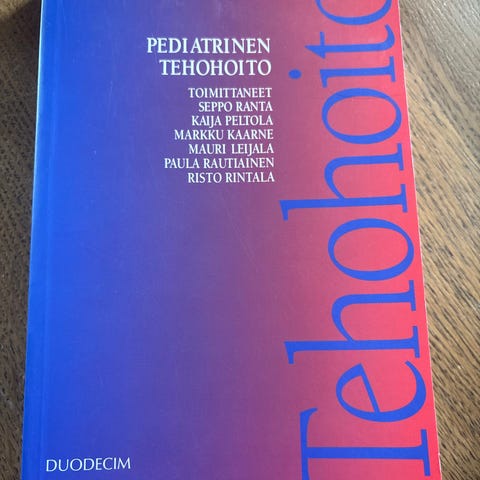 PEDIATRINEN
TEHOHOITO
TOIMITTANEET
SEPPO RANTA
KAIJA PELTOLA
MARKKU KAARNE
MAURI LEIJALA
PAULA RAUTIAINEN
RISTO RINTALA
Tehohoito
DUODECIM